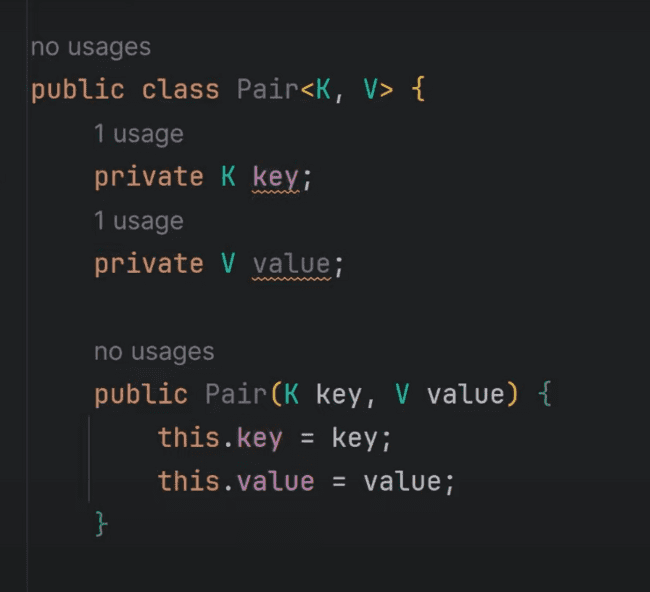 no usages
public class Pair<K, V> {
1 usage
private K key;
1 usage
private V value;
no usages
public Pair(K key, V value) {
this.key = key;
this.value = value;
}